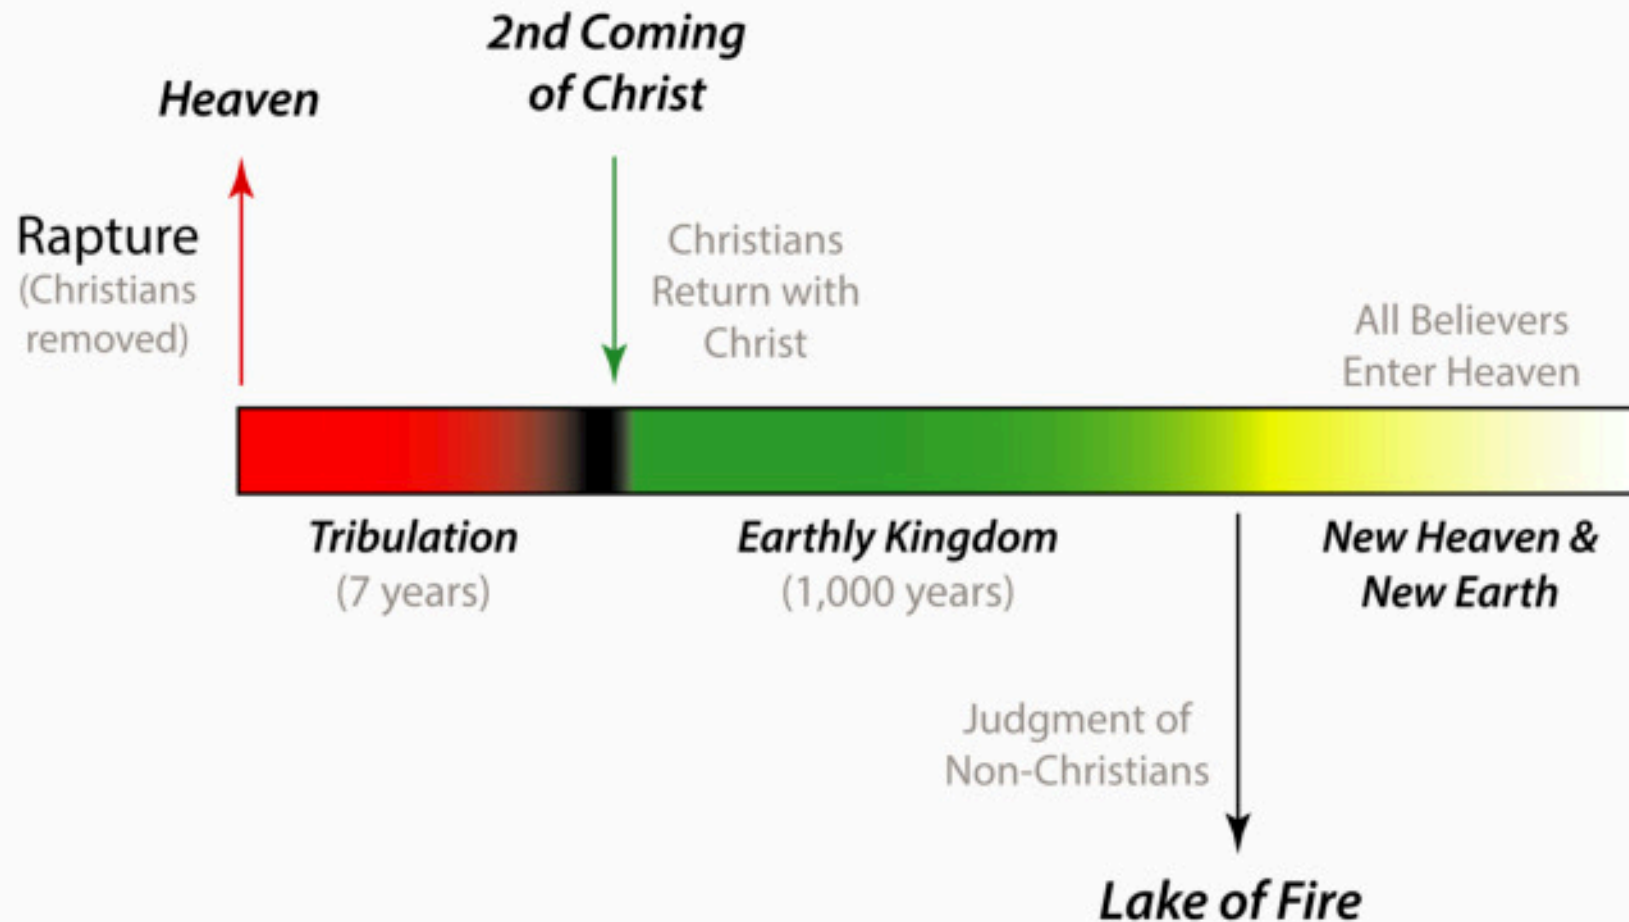 2nd Coming
of Christ
Heaven
Rapture
(Christians
removed)
Christians
Return with
Christ
All Believers
Enter Heaven
Tribulation
(7 years)
Earthly Kingdom
(1,000 years)
New Heaven &
New Earth
Judgment of
Non-Christians
Lake of Fire